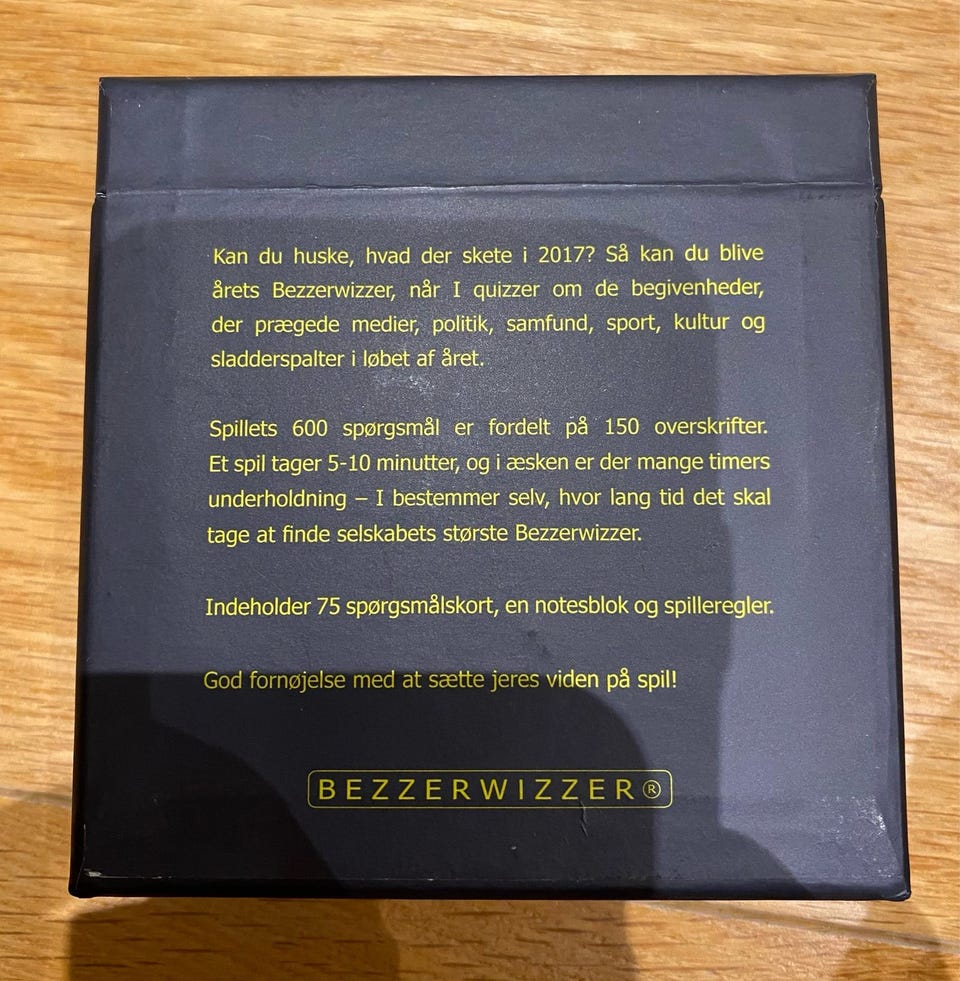 Kan du huske, hvad der skete i 2017? Så kan du blive
årets Bezzerwizzer, når I quizzer om de begivenheder,
der prægede medier, politik, samfund, sport, kultur og
sladderspalter i løbet af året.
Spillets 600 spørgsmål er fordelt på 150 overskrifter.
Et spil tager 5-10 minutter, og i æsken er der mange timers
underholdning – I bestemmer selv, hvor lang tid det skal
tage at finde selskabets største Bezzerwizzer.
Indeholder 75 spørgsmålskort, en notesblok og spilleregler.
God fornøjelse med at sætte jeres viden på spil!
BEZZERWIZZER®